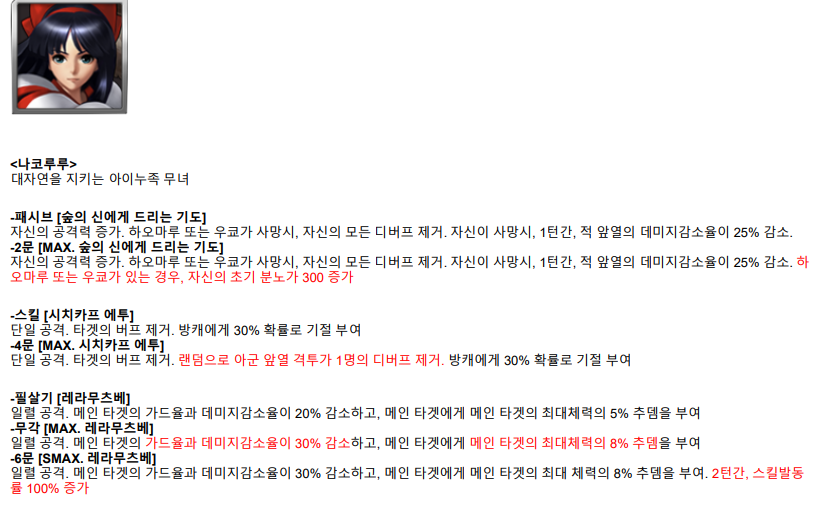 <나코루루>
대자연을 지키는 아이누족 무녀
-패시브 [숲의 신에게 드리는 기도]
자신의 공격력 증가. 하오마루 또는 우쿄가 사망시, 자신의 모든 디버프 제거. 자신이 사망시, 1턴간, 적 앞열의 데미지감소율이 25% 감소.
-2문 [MAX. 숲의 신에게 드리는 기도]
자신의 공격력 증가. 하오마루 또는 우쿄가 사망시, 자신의 모든 디버프 제거. 자신이 사망시, 1턴간, 적 앞열의 데미지감소율이 25% 감소. 하
오마루 또는 우쿄가 있는 경우, 자신의 초기 분노가 300 증가
-스킬 [시치카프 에투]
단일 공격. 타겟의 버프 제거. 방캐에게 30% 확률로 기절 부여
-4문 [MAX. 시치카프 에투]
단일 공격. 타겟의 버프 제거. 랜덤으로 아군 앞열 격투가 1명의 디버프 제거. 방캐에게 30% 확률로 기절 부여
-필살기 [레라무츠베]
일렬 공격. 메인 타겟의 가드율과 데미지감소율이 20% 감소하고, 메인 타겟에게 메인 타겟의 최대체력의 5% 추뎀을 부여
-무각 [MAX. 레라무츠베]
일렬 공격. 메인 타겟의 가드율과 데미지감소율이 30% 감소하고, 메인 타겟에게 메인 타겟의 최대체력의 8% 추뎀을 부여
-6문 [SMAX. 레라무츠베]
일렬 공격. 메인 타겟의 가드율과 데미지감소율이 30% 감소하고, 메인 타겟에게 메인 타겟의 최대 체력의 8% 추뎀을 부여. 2턴간, 스킬발동
률 100% 증가